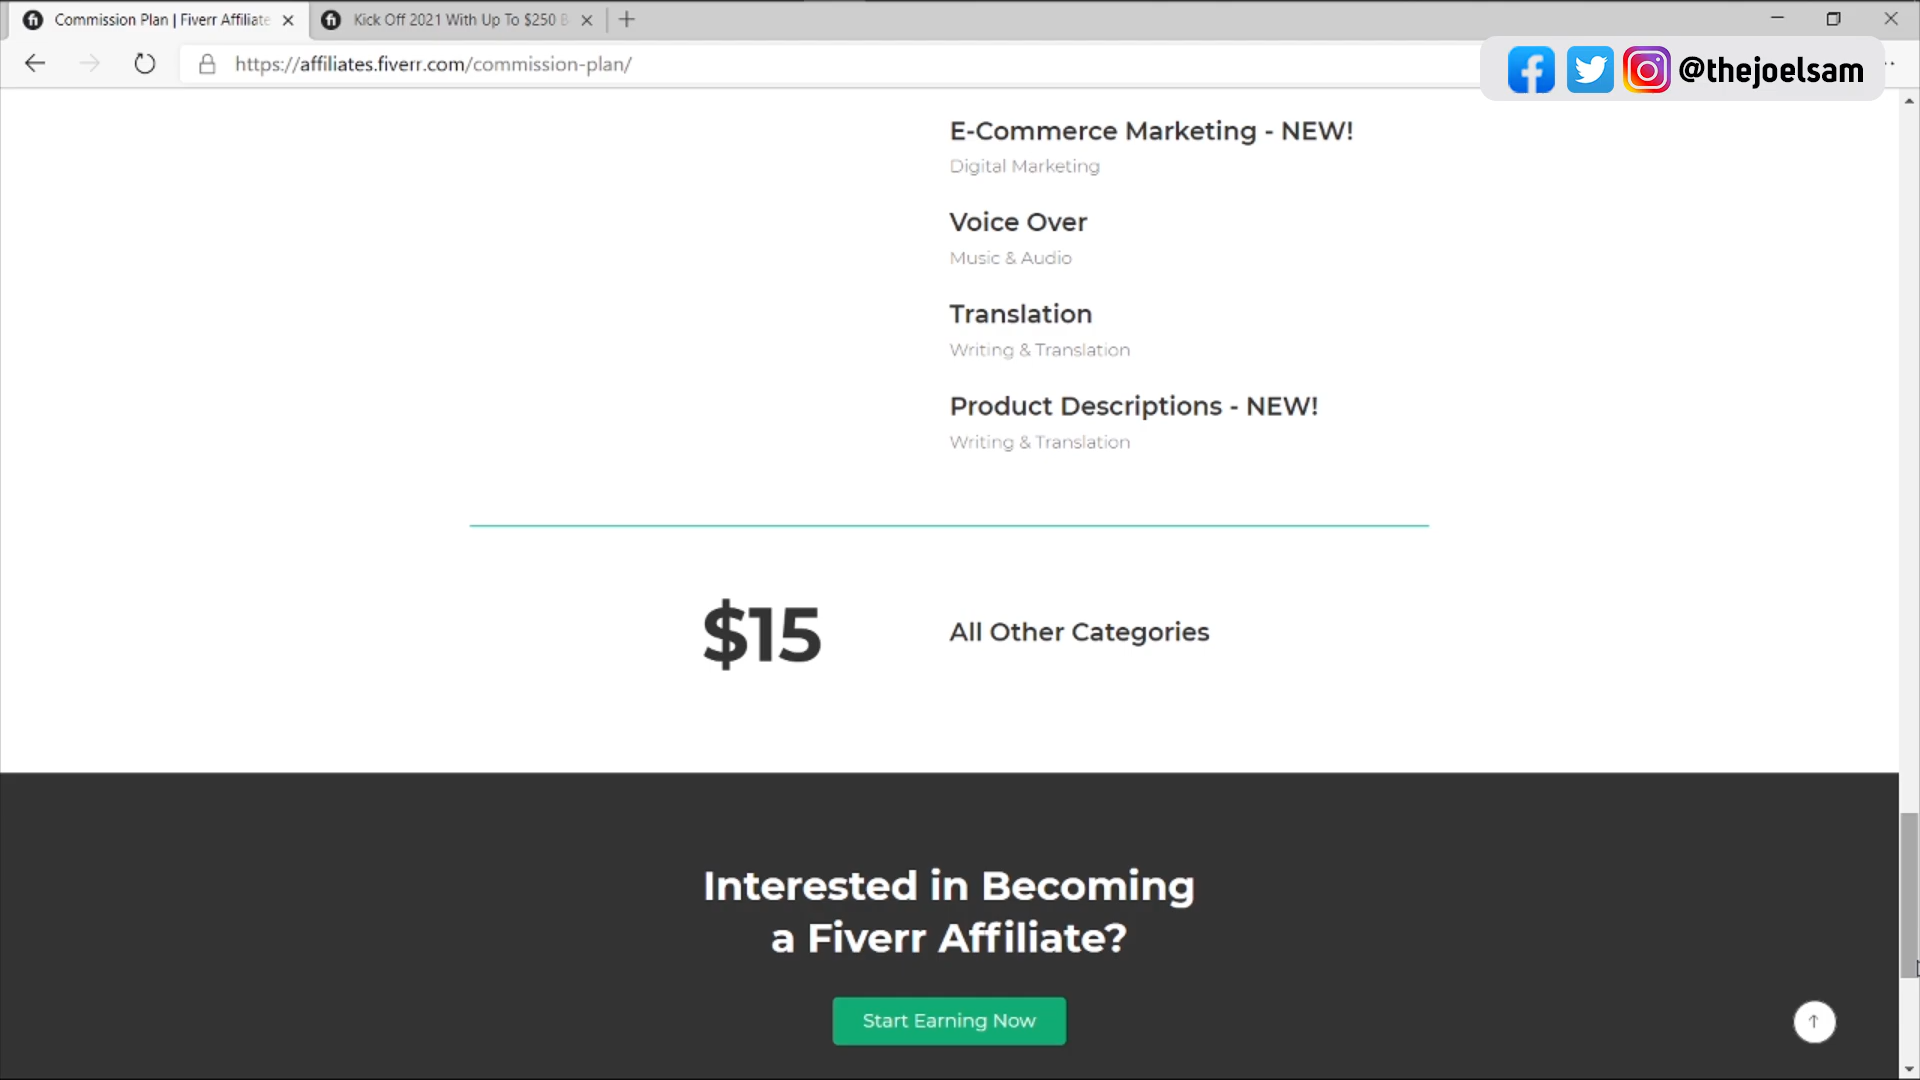 Commission Plan | Fiverr Affiliate
Kick Off 2021 With Up To $250 B
https://affiliates.fiverr.com/commission-plan/
@thejoelsam
E-Commerce Marketing - NEW!
Digital Marketing
Voice Over
Music & Audio
Translation
Writing & Translation
Product Descriptions - NEW!
Writing & Translation
$15
All Other Categories
Interested in Becoming
a Fiverr Affiliate?
Start Earning Now